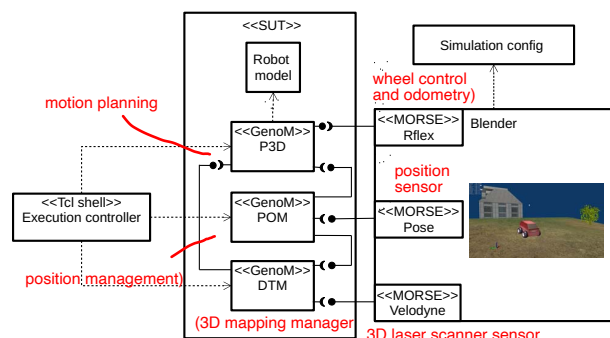 <<SUT>>
Robot
model
Simulation config
motion planning
wheel control
and odometry)
<<GenoM>>
P3D
<<MORSE>>
Rflex
Blender
<<Tcl shell>>
Execution controller
<<GenoM>>
POM
position
sensor
<<MORSE>>
Pose
position management)
<<GenoM>>
DTM
<<MORSE>>
Velodyne
(3D mapping manager
3D laser scanner sensor